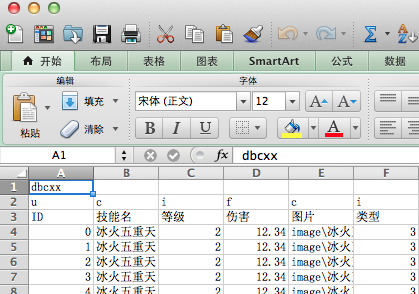 开始 布局 表格 图表 SmartArt 公式 数据
编辑 字体
粘贴 填充 清除 宋体 (正文) 12 A A
B I U A
A1 fx dbcxx
A B C D E F
1 dbcxx
2 u c i f c i
3 ID 技能名 等级 伤害 图片 类型
4 0 冰火五重天 2 12.34 image\冰火 3
5 1 冰火五重天 2 12.34 image\冰火 3
6 2 冰火五重天 2 12.34 image\冰火 3
7 3 冰火五重天 2 12.34 image\冰火 3
8 4 冰火五重天 2 12.34 image\冰火 3